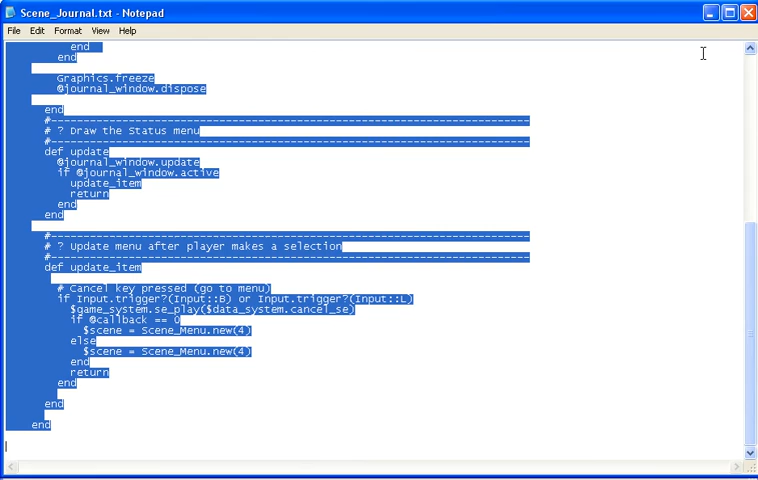 Scene_Journal.txt - Notepad
File Edit Format View Help
end
end
Graphics.freeze
@journal_window.dispose
end
#---------------------------------------------------------------------------
# ? Draw the Status menu
#---------------------------------------------------------------------------
def update
@journal_window.update
if @journal_window.active
update_item
return
end
end
#---------------------------------------------------------------------------
# ? Update menu after player makes a selection
#---------------------------------------------------------------------------
def update_item
# Cancel key pressed (go to menu)
if Input.trigger?(Input::B) or Input.trigger?(Input::L)
$game_system.se_play($data_system.cancel_se)
if @callback == 0
$scene = Scene_Menu.new(4)
else
$scene = Scene_Menu.new(4)
end
return
end
end
end